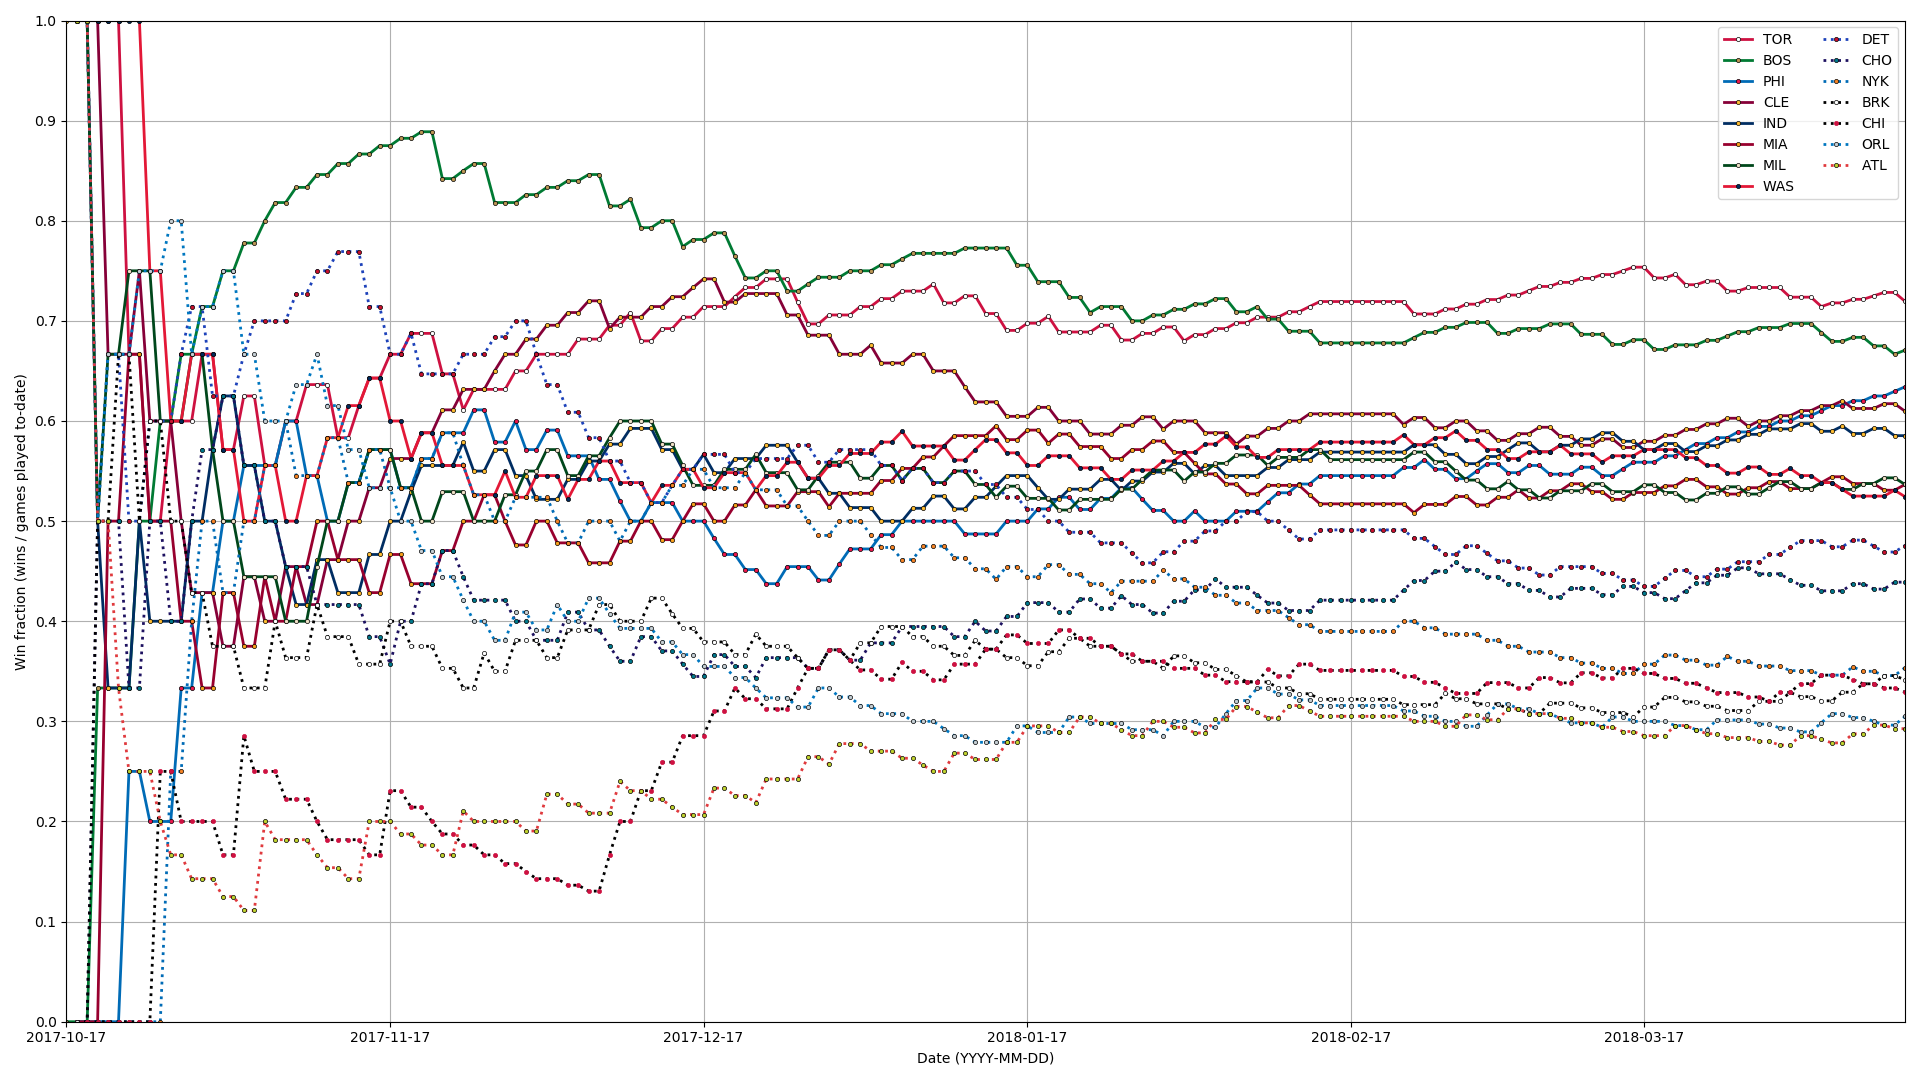 1.0
0.9
0.8
0.7
0.6
0.5
0.4
0.3
0.2
0.1
0.0
Win fraction (wins / games played to-date)
TOR
BOS
PHI
CLE
IND
MIA
MIL
WAS
DET
CHO
NYK
BRK
CHI
ORL
ATL
2017-10-17
2017-11-17
2017-12-17
2018-01-17
2018-02-17
2018-03-17
Date (YYYY-MM-DD)